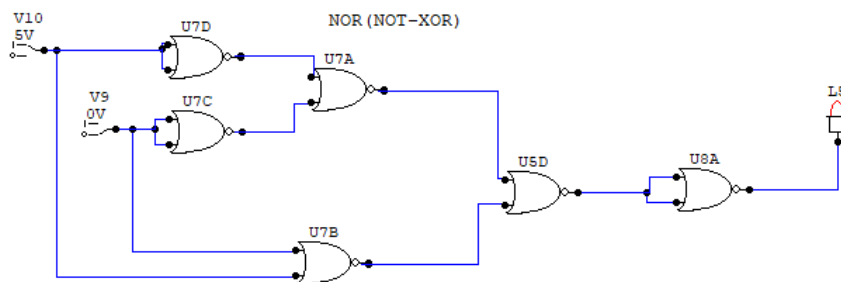 V10
5V
U7D
NOR(NOT-XOR)
U7A
V9
0V
U7C
U5D
U8A
U7B